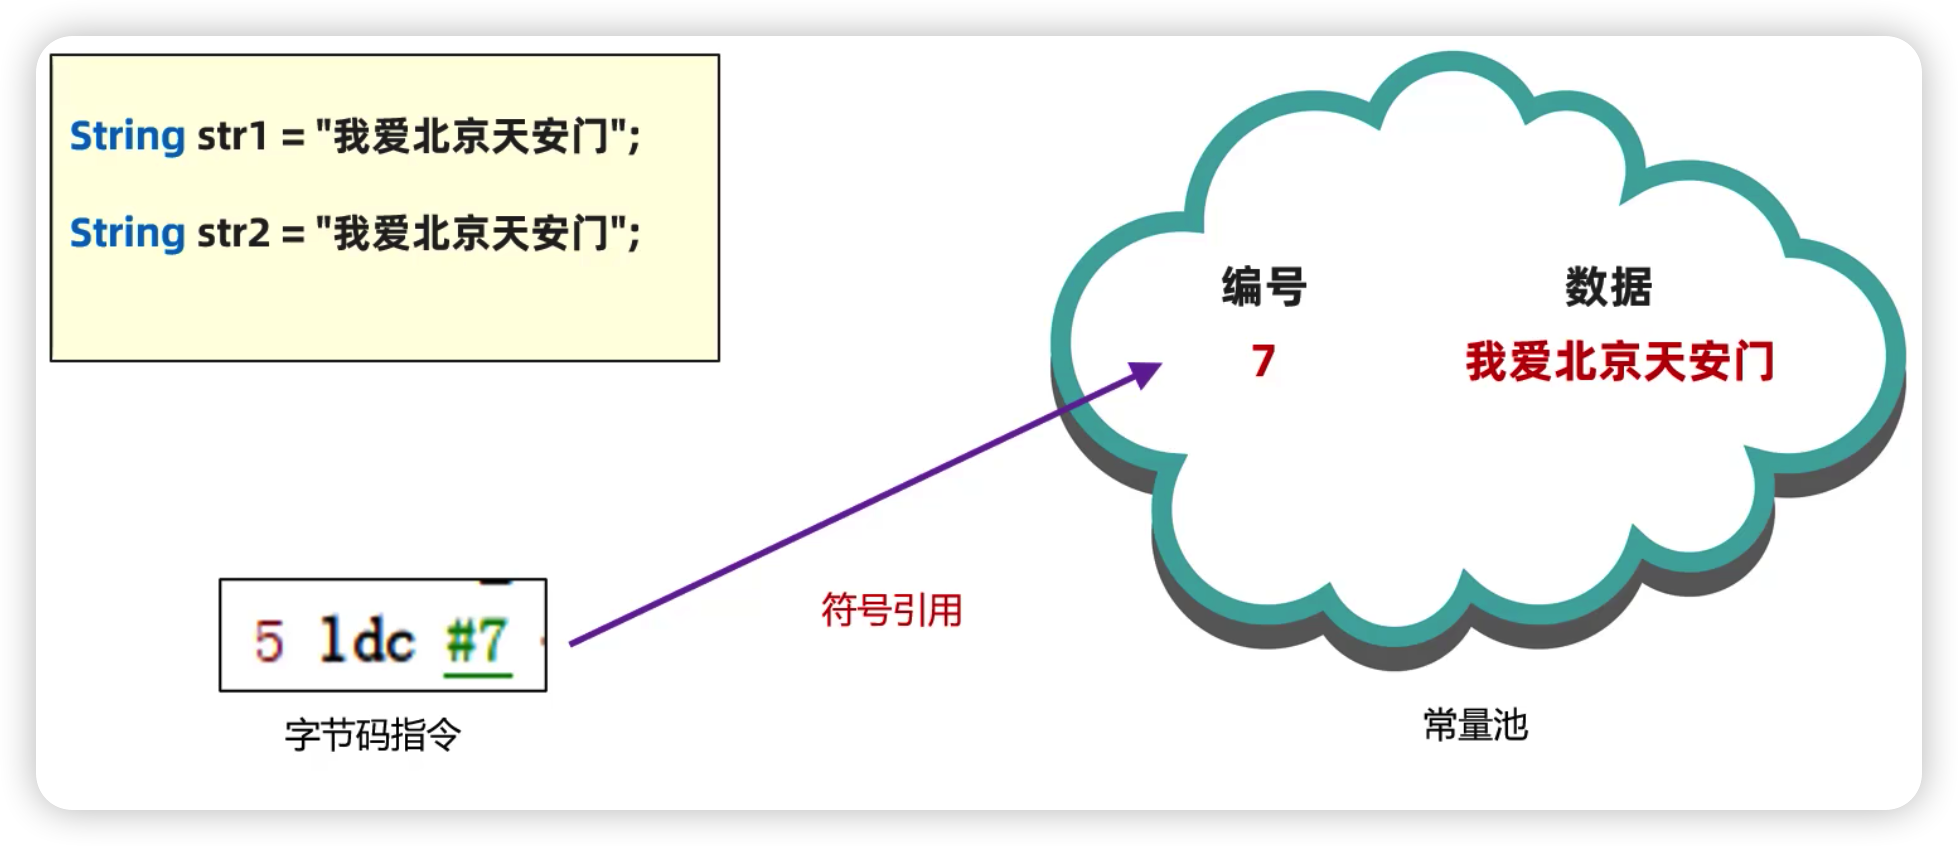 String str1 = "我爱北京天安门";
String str2 = "我爱北京天安门";
编号 数据
7 我爱北京天安门
5 ldc #7
符号引用
字节码指令
常量池